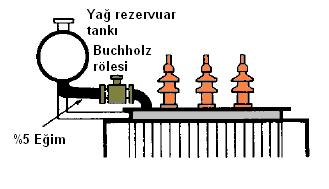 Yağ rezervuar
tankı
Buchholz
rölesi
%5 Eğim